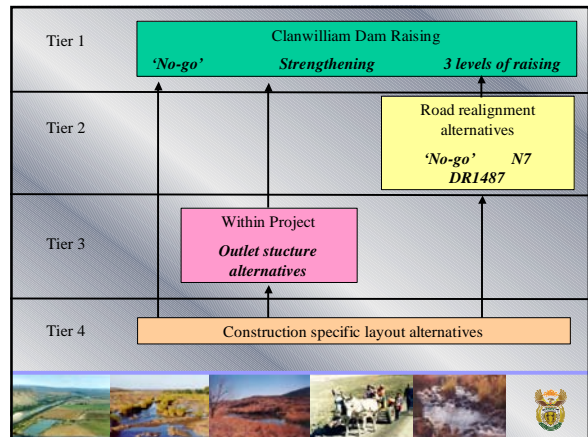 Tier 1
Clanwilliam Dam Raising
‘No-go’ Strengthening 3 levels of raising
Tier 2
Road realignment
alternatives
‘No-go’ N7
DR1487
Tier 3
Within Project
Outlet stucture
alternatives
Tier 4
Construction specific layout alternatives